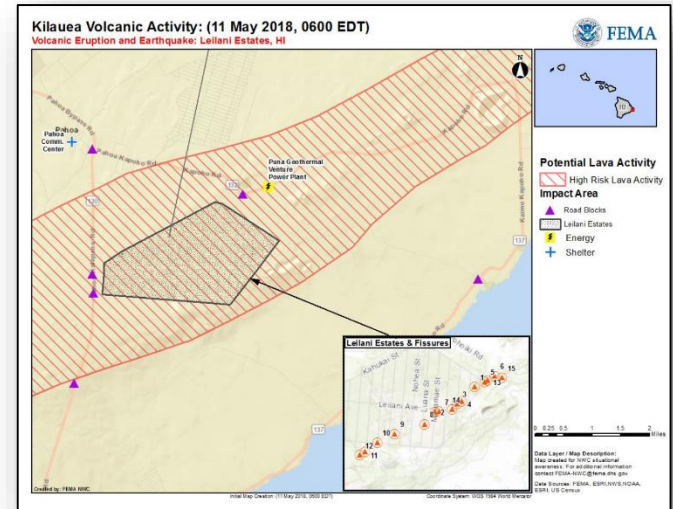 Kilauea Volcanic Activity: (11 May 2018, 0600 EDT)
Volcanic Eruption and Earthquake: Leilani Estates, HI
FEMA
N
HI
Pahoa Bypass Rd
Pahoa
Pahoa
Comm.
Center
Pahoa Kapoho Rd
Kapoho Rd
132
Puna Geothermal
Venture
Power Plant
130
137
137
Potential Lava Activity
High Risk Lava Activity
Impact Area
Road Blocks
Leilani Estates
Energy
Shelter
Leilani Estates & Fissures
Kahukai St
Nohea St
Luana St
Pohoiki Rd
Leilani Ave
1
2
3
4
5
6
7
8
9
10
11
12
13
14
15
0 0.25 0.5 1 1.5 2
Miles
Data Layer / Map Description:
Map created for NWC situational
awareness. For additional information
contact FEMA-NWC@fema.dhs.gov
Data Sources: FEMA, ESRI,NWS,NOAA,
ESRI, US Census
Created by: FEMA NWC
Initial Map Creation: (11 May 2018, 0600 EDT)
Coordinate System: WGS 1984 World Mercator